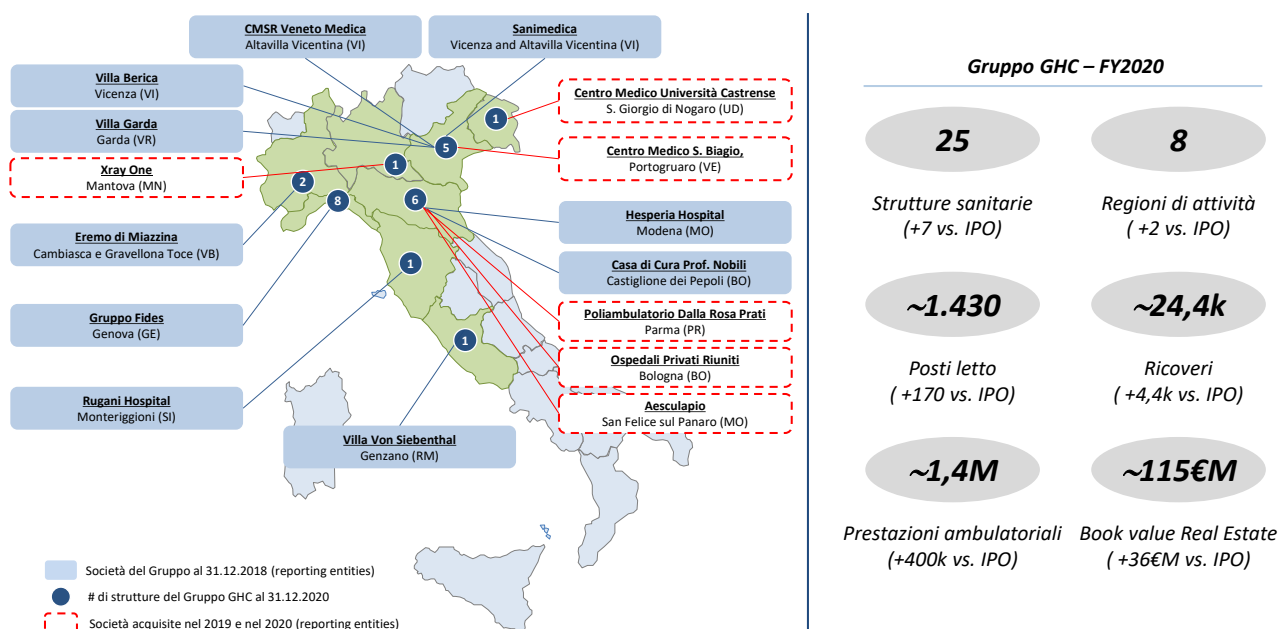 CMSR Veneto Medica
Altavilla Vicentina (VI)
Sanimedica
Vicenza and Altavilla Vicentina (VI)
Villa Berica
Vicenza (VI)
Villa Garda
Garda (VR)
Xray One
Mantova (MN)
Eremo di Miazzina
Cambiasca e Gravellona Toce (VB)
Gruppo Fides
Genova (GE)
Rugani Hospital
Monteriggioni (SI)
Villa Von Siebenthal
Genzano (RM)
Centro Medico Università Castrense
S. Giorgio di Nogaro (UD)
Centro Medico S. Biagio,
Portogruaro (VE)
Hesperia Hospital
Modena (MO)
Casa di Cura Prof. Nobili
Castiglione dei Pepoli (BO)
Poliambulatorio Dalla Rosa Prati
Parma (PR)
Ospedali Privati Riuniti
Bologna (BO)
Aesculapio
San Felice sul Panaro (MO)
1
5
1
2
8
6
1
1
Società del Gruppo al 31.12.2018 (reporting entities)
# di strutture del Gruppo GHC al 31.12.2020
Società acquisite nel 2019 e nel 2020 (reporting entities)
Gruppo GHC – FY2020
25
Strutture sanitarie
(+7 vs. IPO)
8
Regioni di attività
( +2 vs. IPO)
~1.430
Posti letto
( +170 vs. IPO)
~24,4k
Ricoveri
(+4,4k vs. IPO)
~1,4M
Prestazioni ambulatoriali
(+400k vs. IPO)
~115€M
Book value Real Estate
( +36€M vs. IPO)